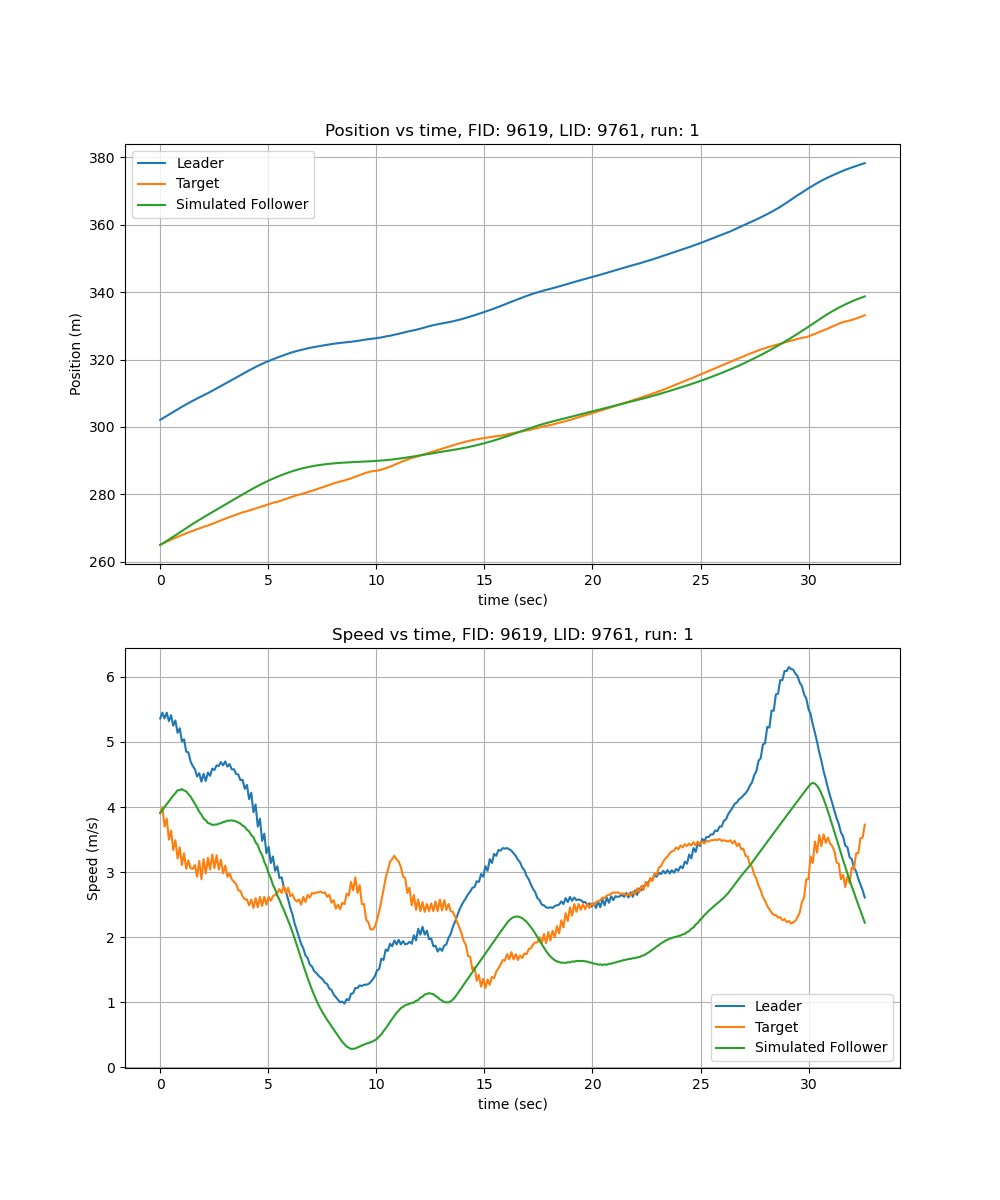 Position vs time, FID: 9619, LID: 9761, run: 1
Leader
Target
Simulated Follower
Position (m)
380
360
340
320
300
280
260
0 5 10 15 20 25 30
time (sec)
Speed vs time, FID: 9619, LID: 9761, run: 1
Speed (m/s)
6
5
4
3
2
1
0
Leader
Target
Simulated Follower
0 5 10 15 20 25 30
time (sec)